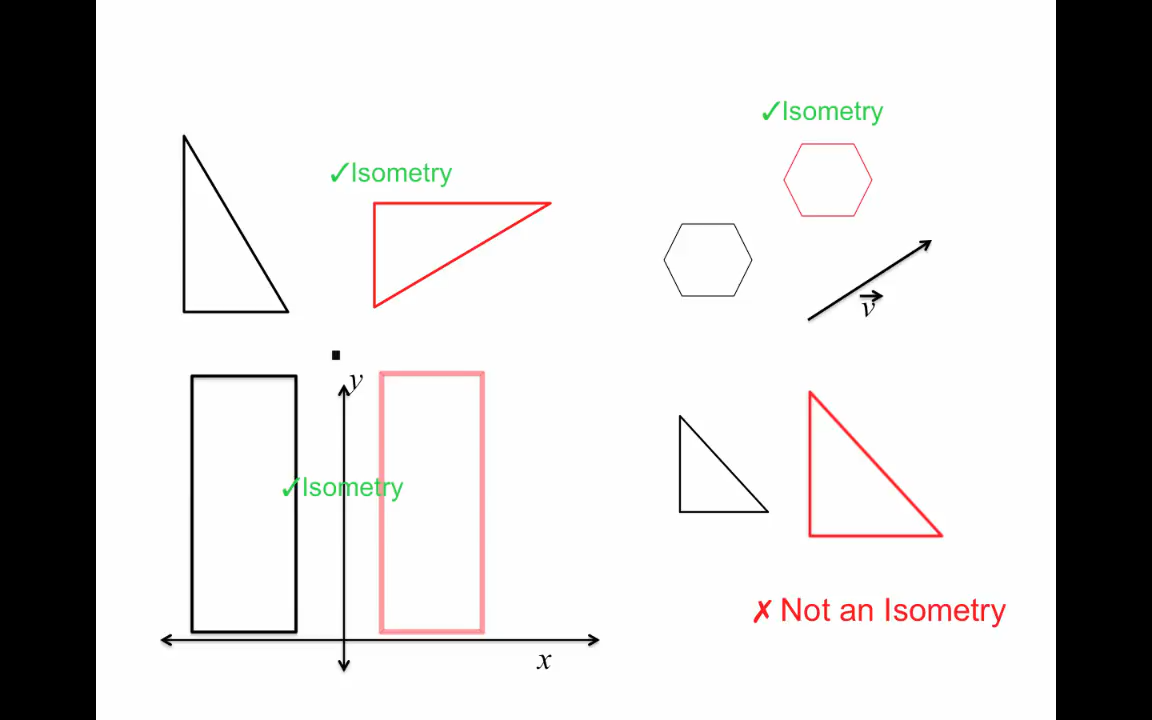 ✓Isometry
✓Isometry
v
y
✓Isometry
x
✗ Not an Isometry